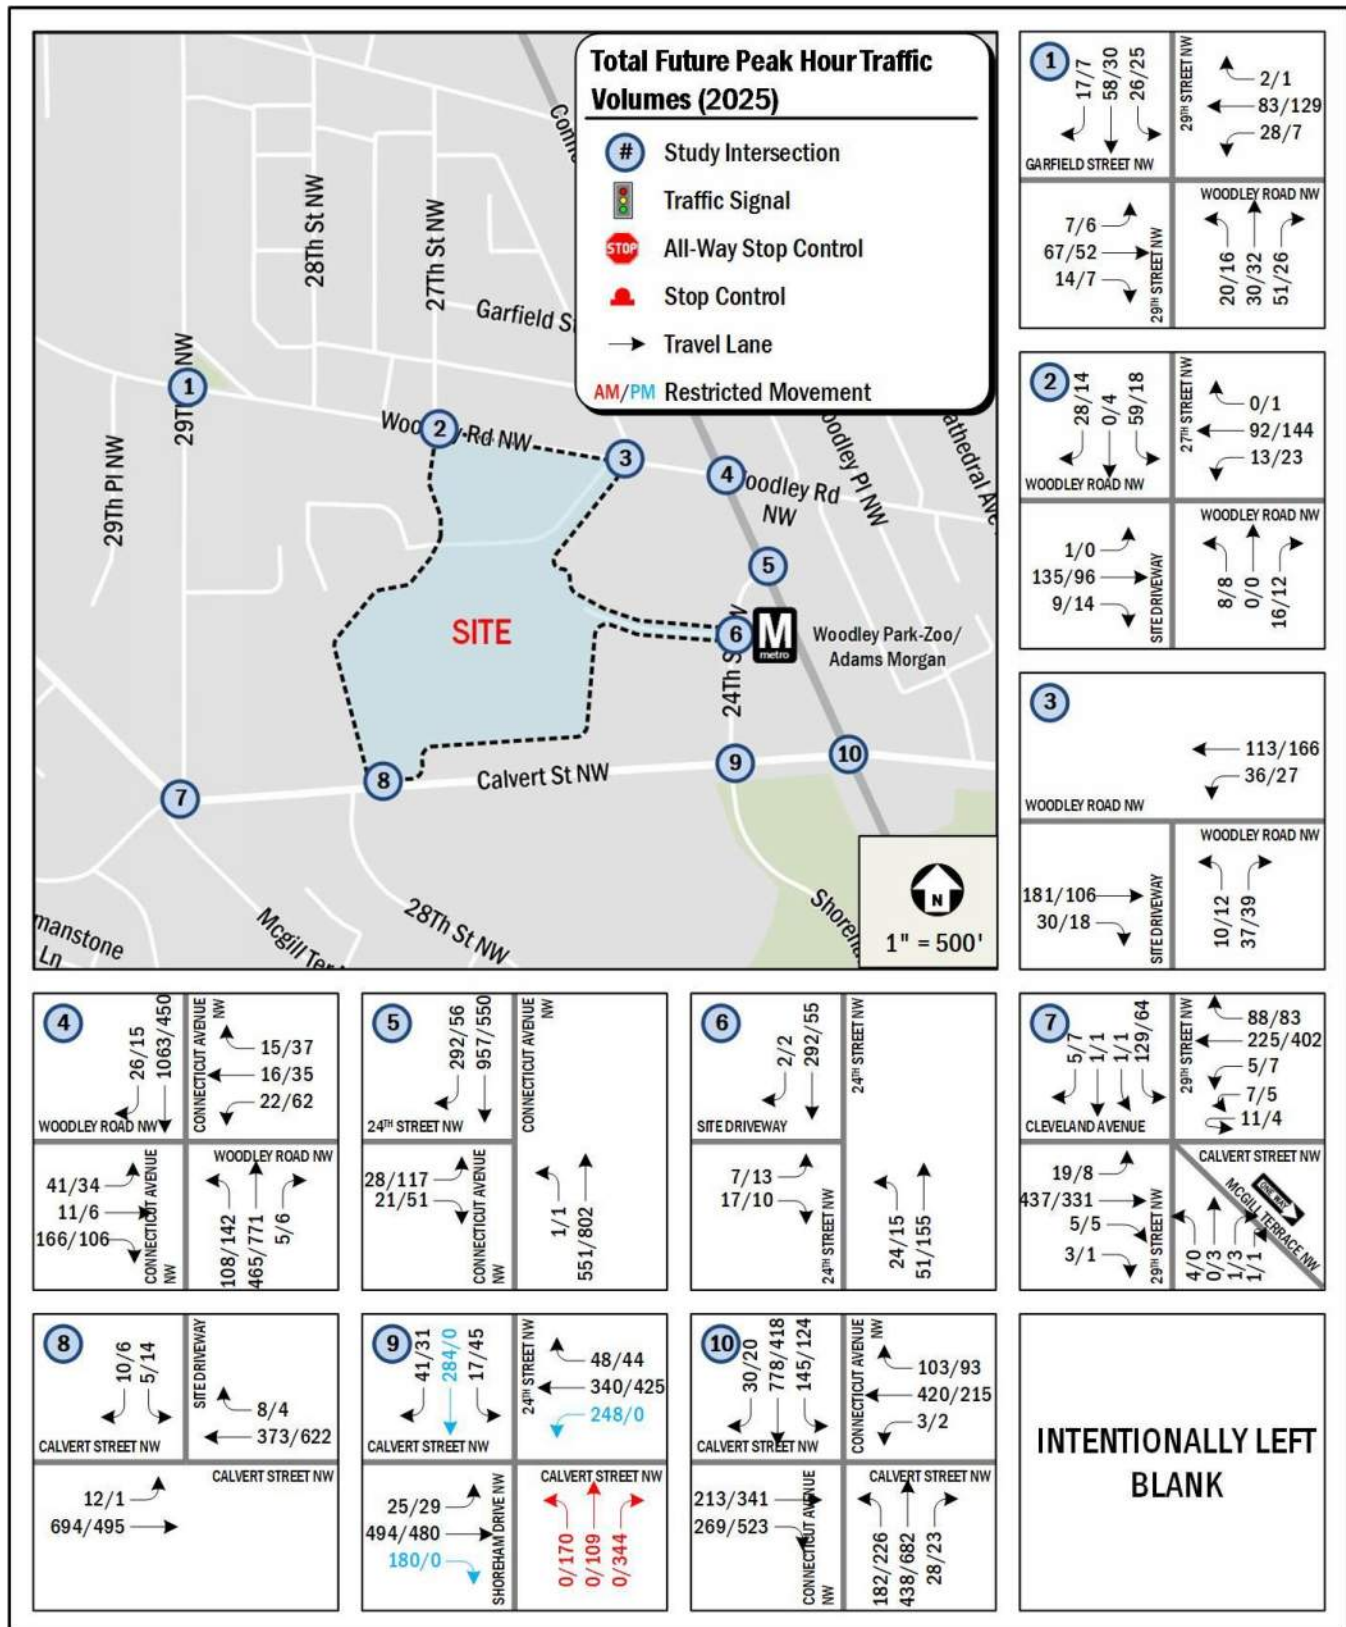 Total Future Peak Hour Traffic
Volumes (2025)
# Study Intersection
Traffic Signal
STOP All-Way Stop Control
Stop Control
Travel Lane
AM/PM Restricted Movement
28Th St NW
27Th St NW
Garfield
1
29Th Pl NW
2
Rd NW
3
4
oodley Rd
NW
oodley Pl NW
athedral Ave
5
SITE
6
M
metro
Woodley Park-Zoo/
Adams Morgan
7
8
Calvert St NW
9
10
28Th St NW
manstone
Ln
Mcgill Ter
N
1" = 500'
1
17/7
58/30
26/25
29TH STREET NW
2/1
83/129
28/7
GARFIELD STREET NW
WOODLEY ROAD NW
7/6
67/52
14/7
29TH STREET NW
20/16
30/32
51/26
2
28/14
0/4
59/18
27TH STREET NW
0/1
92/144
13/23
WOODLEY ROAD NW
WOODLEY ROAD NW
1/0
135/96
9/14
SITE DRIVEWAY
8/8
0/0
16/12
3
113/166
36/27
WOODLEY ROAD NW
WOODLEY ROAD NW
181/106
30/18
SITE DRIVEWAY
10/12
37/39
4
26/15
1063/450
CONNECTICUT AVENUE
NW
15/37
16/35
22/62
WOODLEY ROAD NW
WOODLEY ROAD NW
41/34
11/6
166/106
CONNECTICUT AVENUE
NW
108/142
465/771
5/6
5
292/56
957/550
CONNECTICUT AVENUE
NW
24TH STREET NW
28/117
21/51
CONNECTICUT AVENUE
NW
1/1
551/802
6
2/2
292/55
24TH STREET NW
SITE DRIVEWAY
7/13
17/10
24TH STREET NW
24/15
51/155
7
5/7
1/1
1/1
129/64
29TH STREET NW
88/83
225/402
5/7
7/5
11/4
CLEVELAND AVENUE
CALVERT STREET NW
19/8
437/331
5/5
3/1
29TH STREET NW
ONE WAY
MCGILL TERRACE NW
4/0
0/3
1/3
1/1
8
10/6
5/14
SITE DRIVEWAY
8/4
373/622
CALVERT STREET NW
CALVERT STREET NW
12/1
694/495
9
41/31
284/0
17/45
24TH STREET NW
48/44
340/425
248/0
CALVERT STREET NW
CALVERT STREET NW
25/29
494/480
180/0
SHOREHAM DRIVE NW
0/170
0/109
0/344
10
30/20
778/418
145/124
CONNECTICUT AVENUE
NW
103/93
420/215
3/2
CALVERT STREET NW
CALVERT STREET NW
213/341
269/523
CONNECTICUT AVENUE
NW
182/226
438/682
28/23
INTENTIONALLY LEFT
BLANK